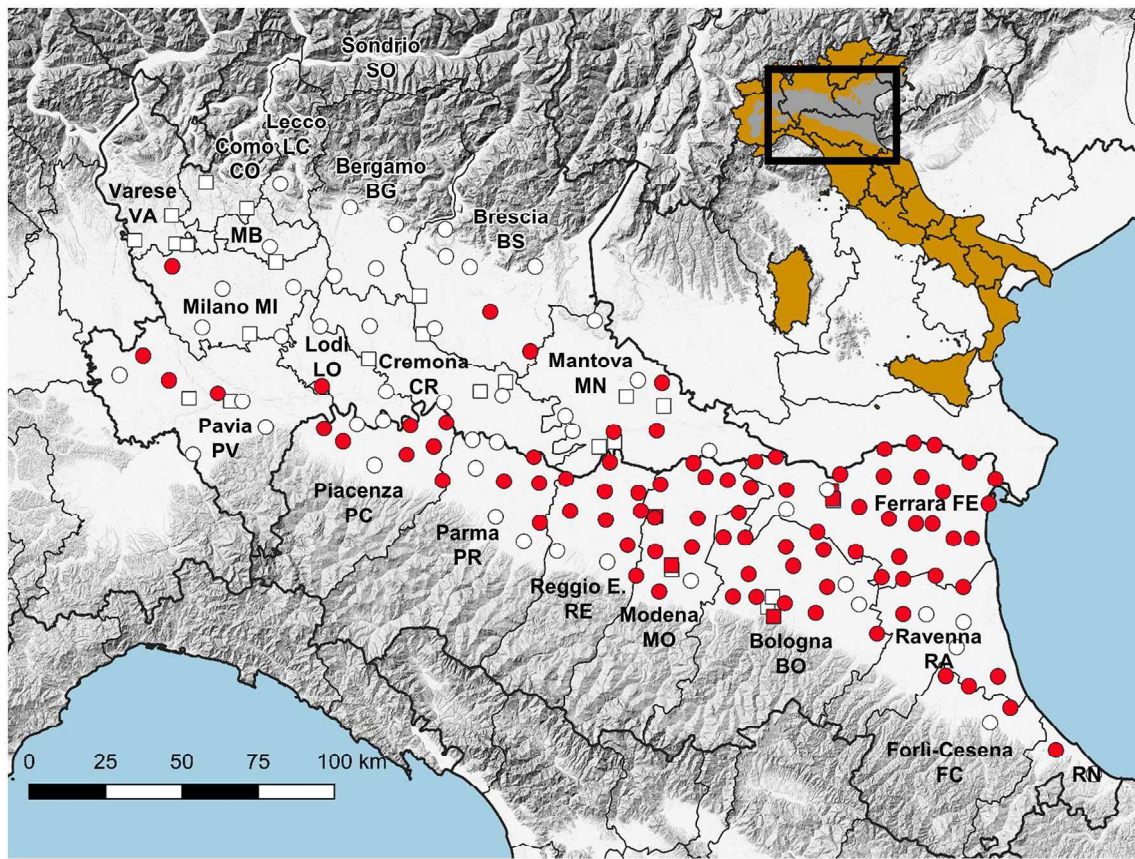 Sondrio
SO
Lecco
LC
Como
CO
Bergamo
BG
Varese
VA
Brescia
BS
MB
Milano MI
Lodi
LO
Cremona
CR
Mantova
MN
Pavia
PV
Piacenza
PC
Ferrara FE
Parma
PR
Reggio E.
RE
Modena
MO
Bologna
BO
Ravenna
RA
Forlì-Cesena
FC
RN
0 25 50 75 100 km